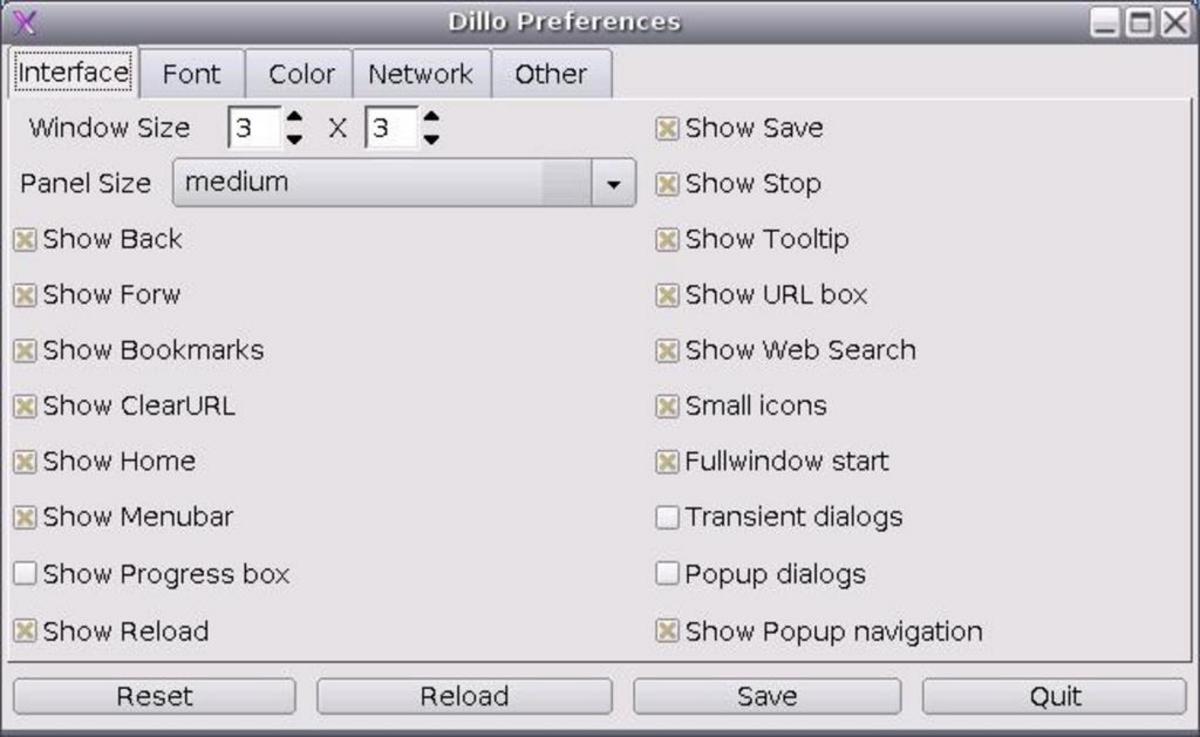 Dillo Preferences
Interface Font Color Network Other
Window Size 3 X 3
Panel Size medium
Show Back
Show Forw
Show Bookmarks
Show ClearURL
Show Home
Show Menubar
Show Progress box
Show Reload
Show Save
Show Stop
Show Tooltip
Show URL box
Show Web Search
Small icons
Fullwindow start
Transient dialogs
Popup dialogs
Show Popup navigation
Reset Reload Save Quit